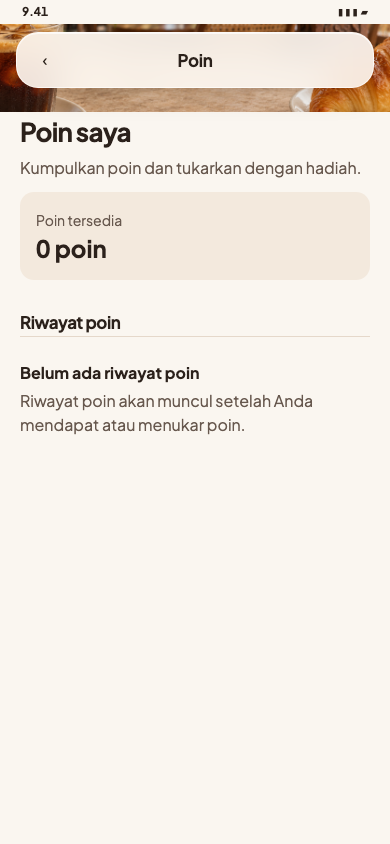 9.41
‹
Poin
Poin saya
Kumpulkan poin dan tukarkan dengan hadiah.
Poin tersedia
0 poin
Riwayat poin
Belum ada riwayat poin
Riwayat poin akan muncul setelah Anda
mendapat atau menukar poin.